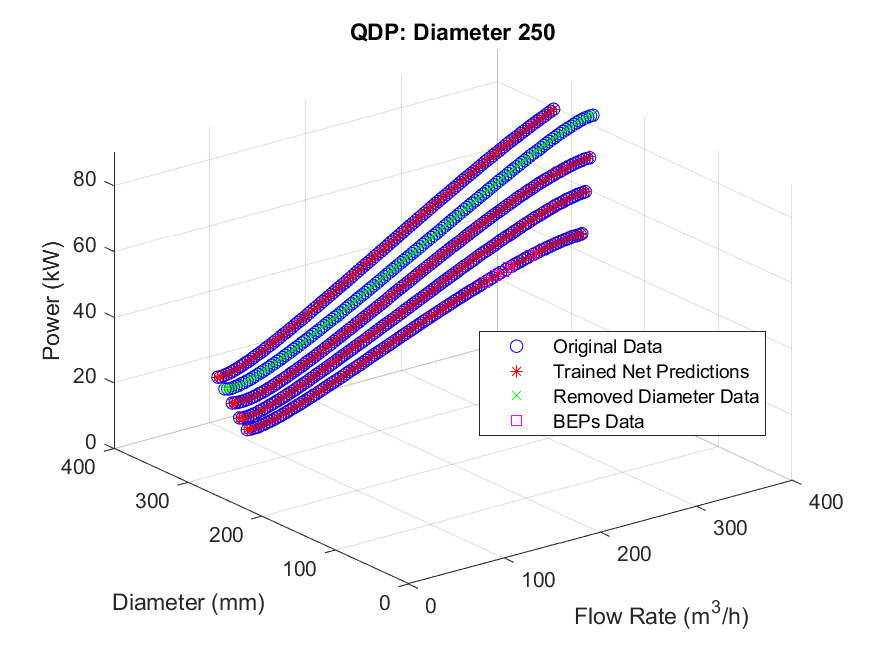 QDP: Diameter 250
80
60
40
20
0
Power (kW)
400
300
200
100
0
Diameter (mm)
0
100
200
300
400
Flow Rate (m³/h)
Original Data
Trained Net Predictions
Removed Diameter Data
BEPs Data